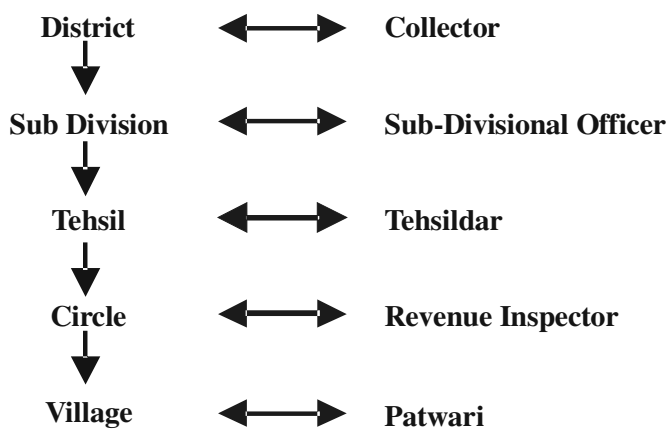 District Collector
Sub Division Sub-Divisional Officer
Tehsil Tehsildar
Circle Revenue Inspector
Village Patwari